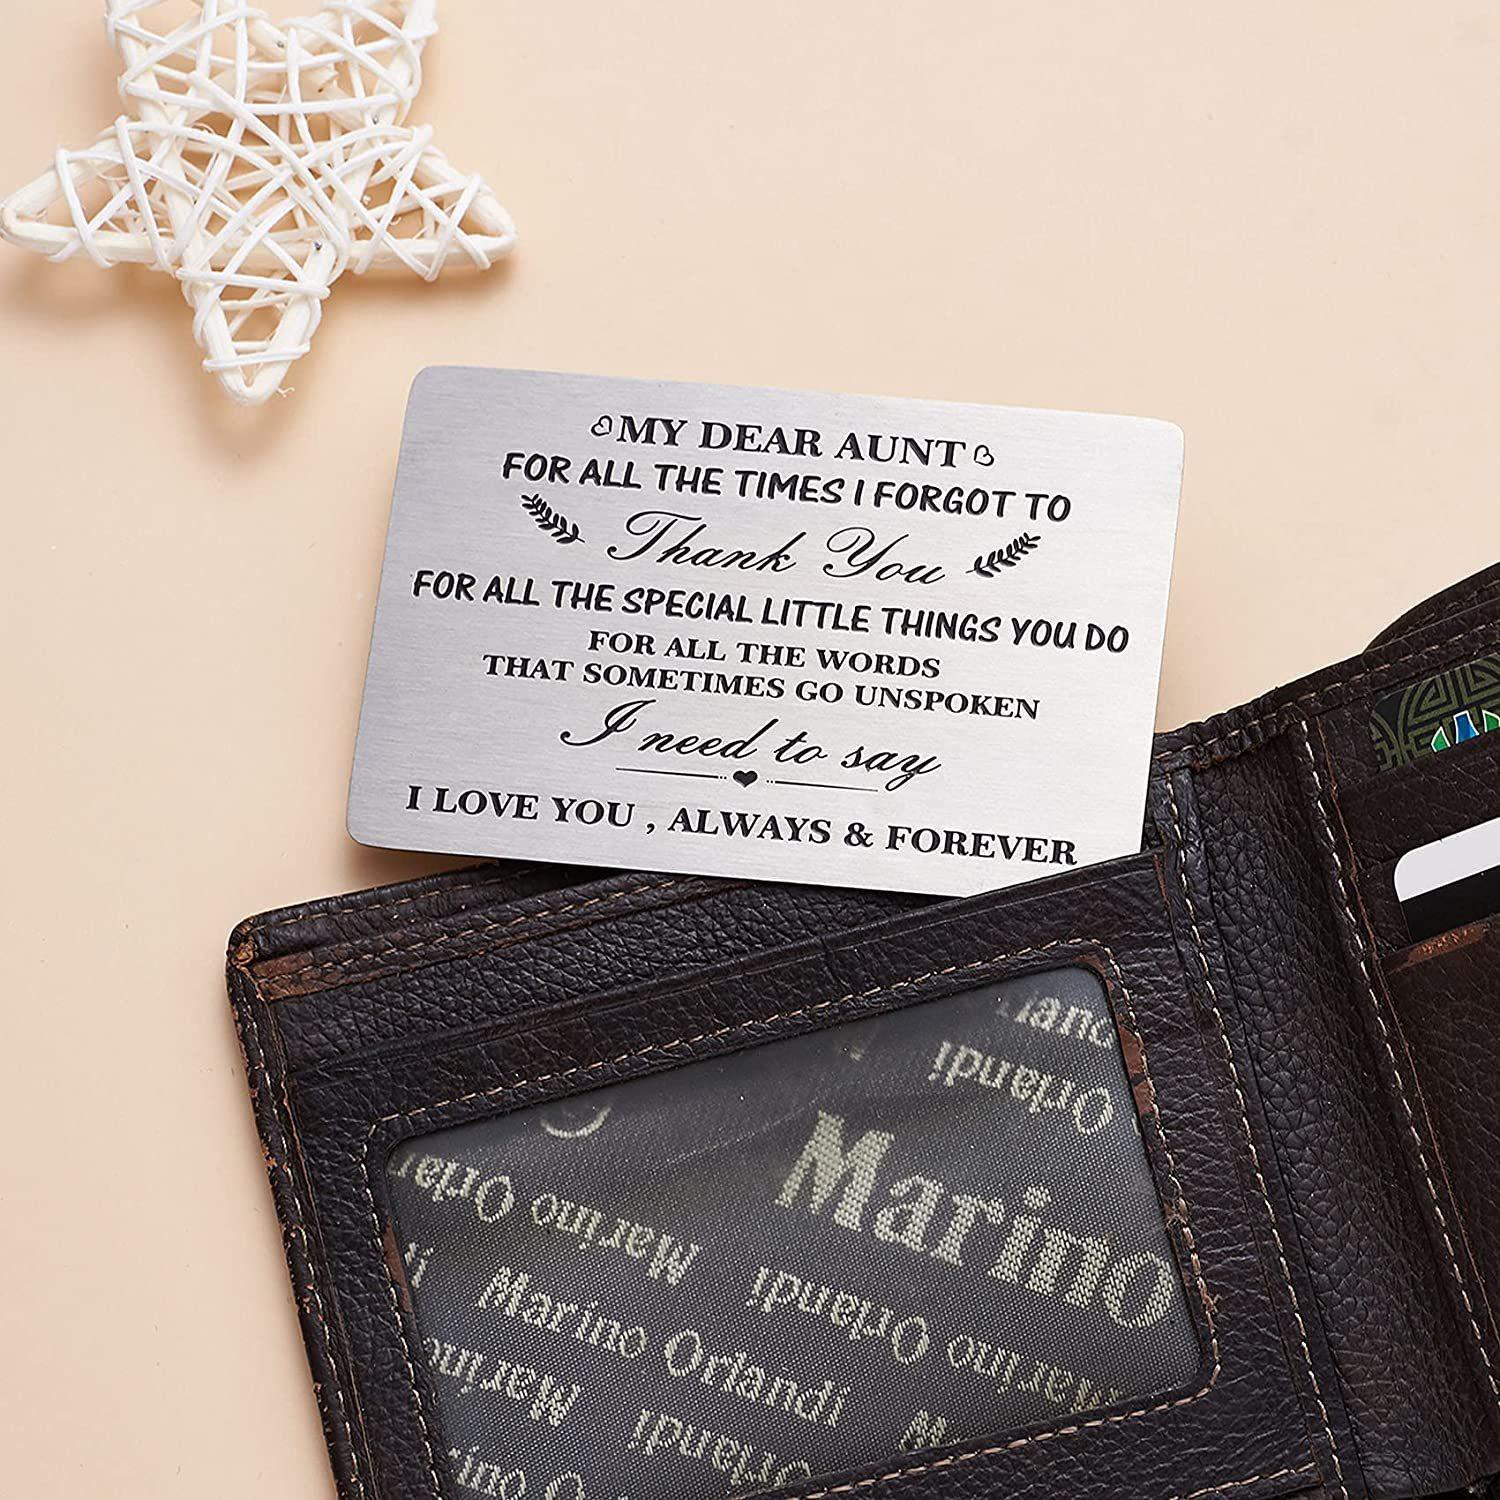 MY DEAR AUNT
FOR ALL THE TIMES I FORGOT TO
Thank You
FOR ALL THE SPECIAL LITTLE THINGS YOU DO
FOR ALL THE WORDS
THAT SOMETIMES GO UNSPOKEN
I need to say
I LOVE YOU , ALWAYS & FOREVER
Orlandi
Marino
Marino Orlan
Orlandi Marino
Marino Orlandi
Marino
Orlandi